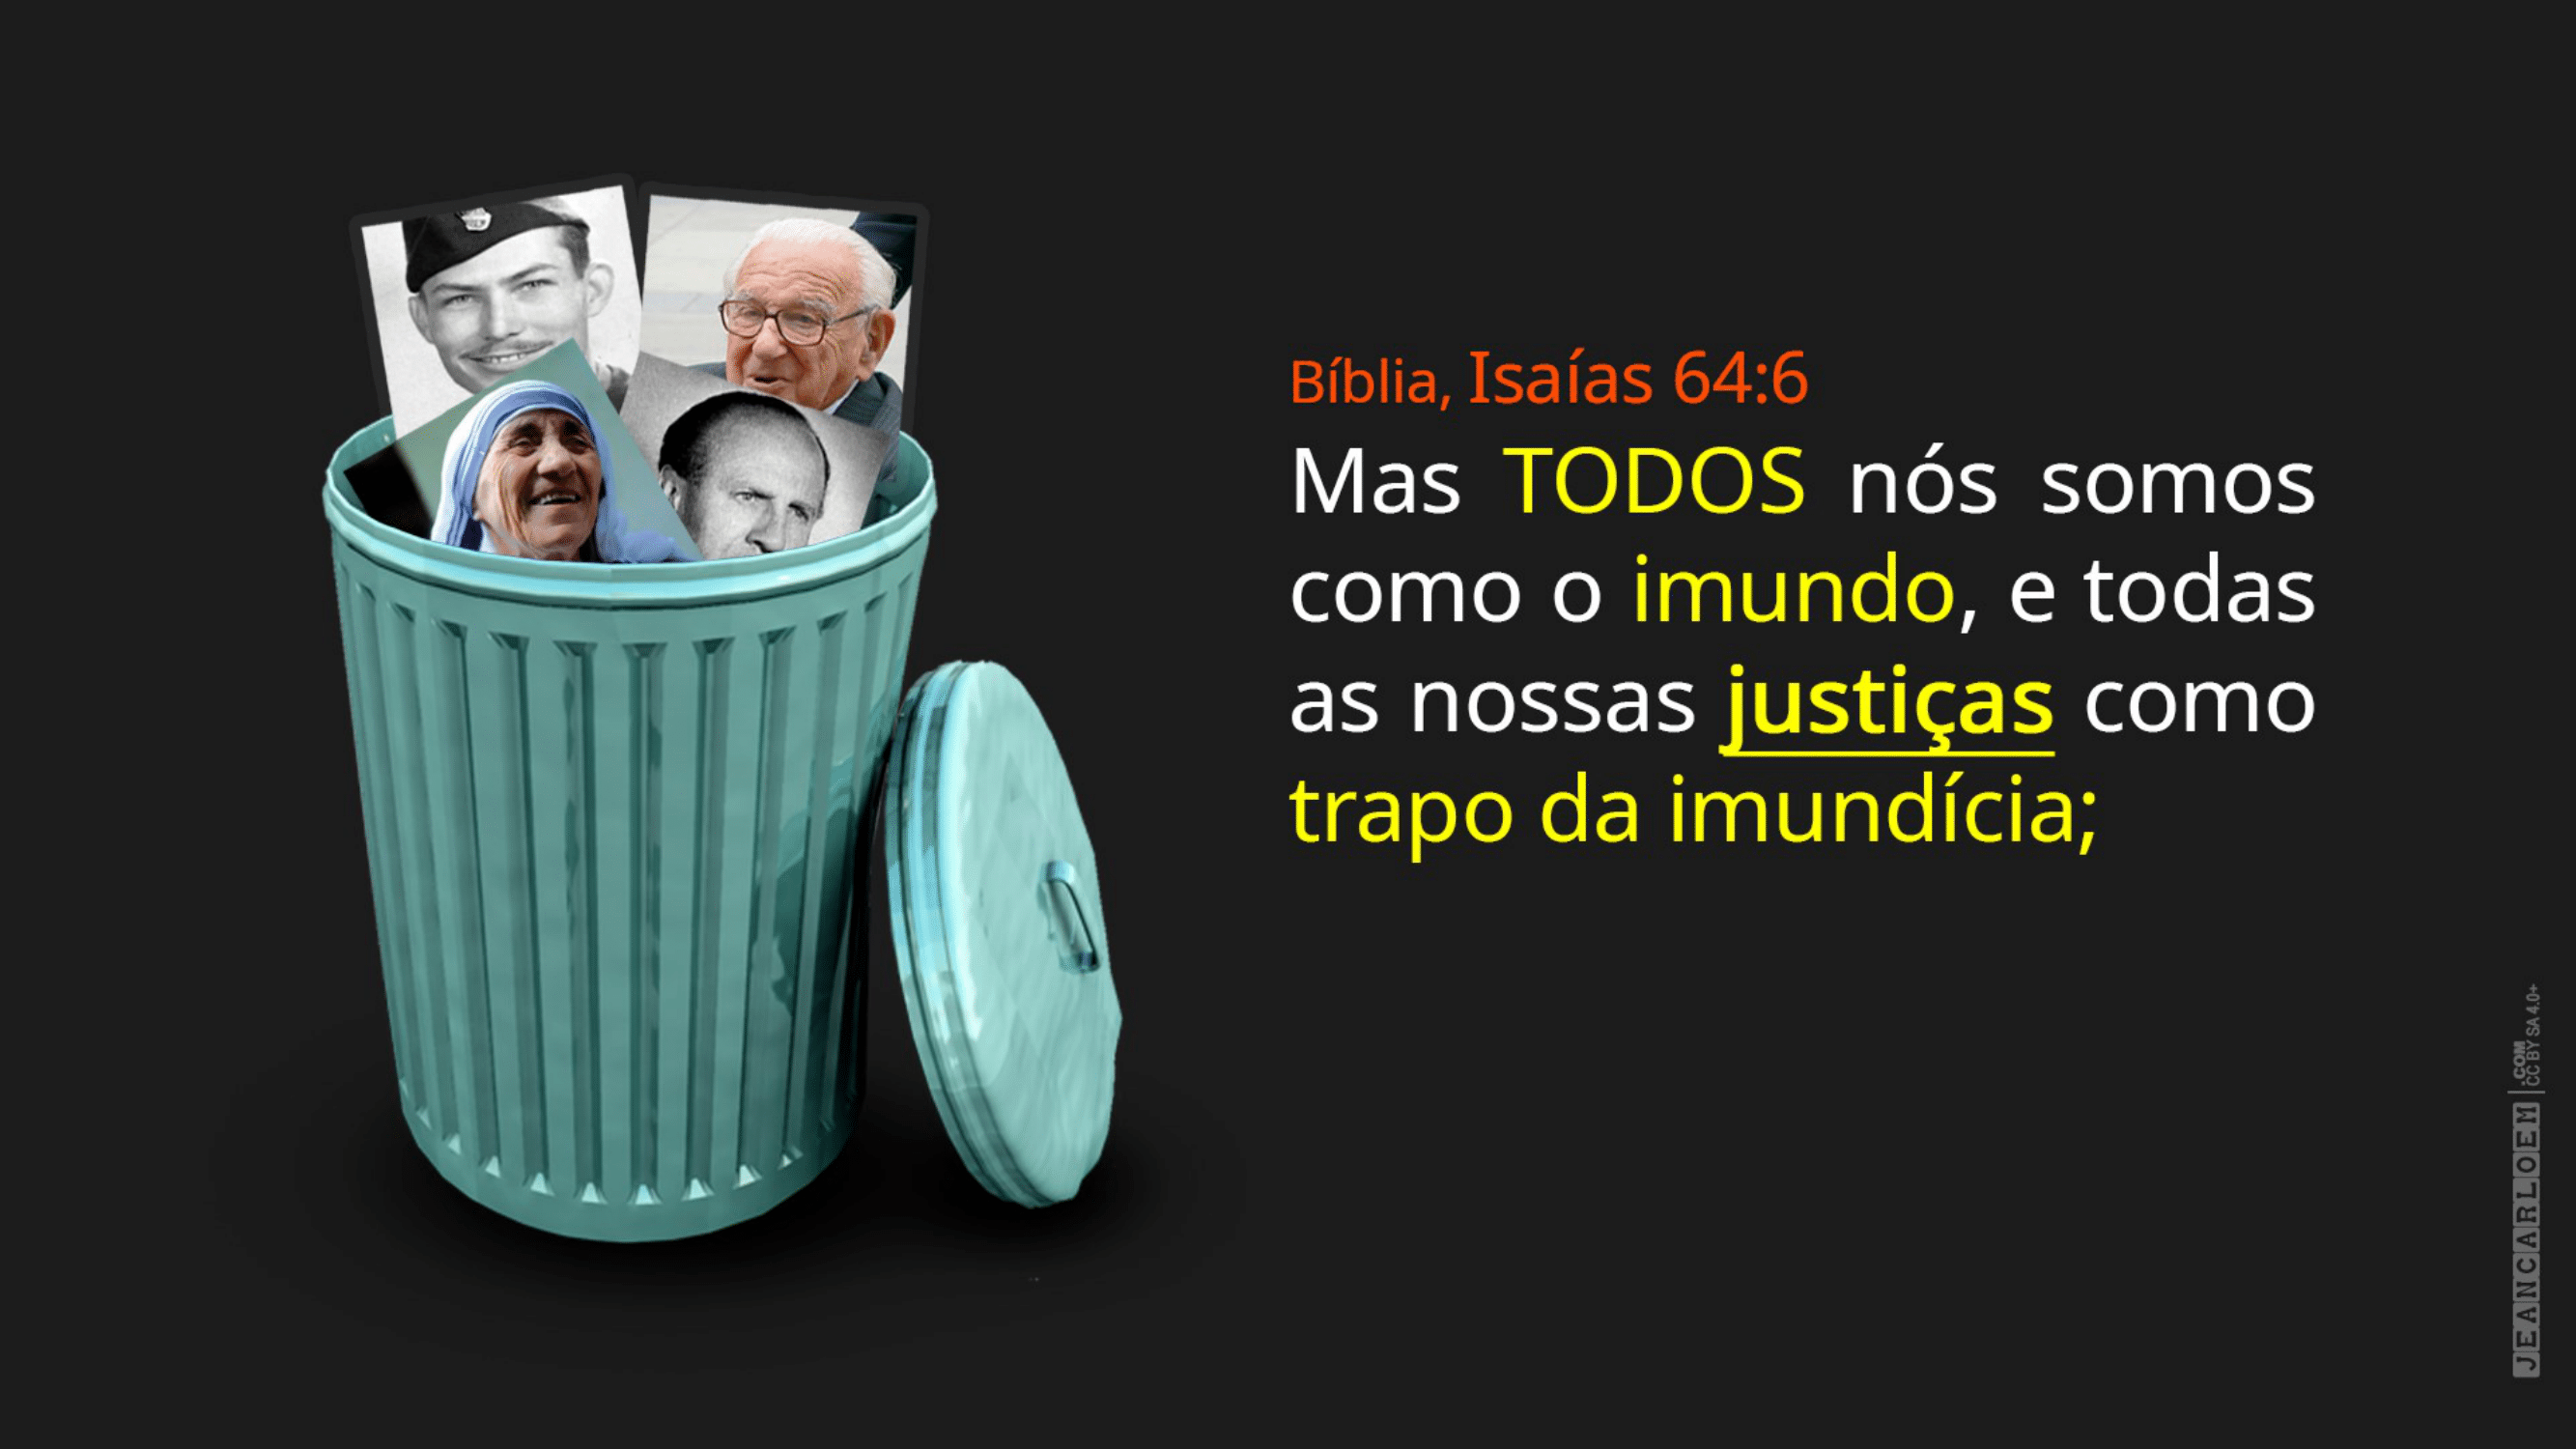 Bíblia, Isaías 64:6
Mas TODOS nós somos
como o imundo, e todas
as nossas justiças como
trapo da imundícia;
JEANCARLOEM
.COM
CC BY SA 4.0+